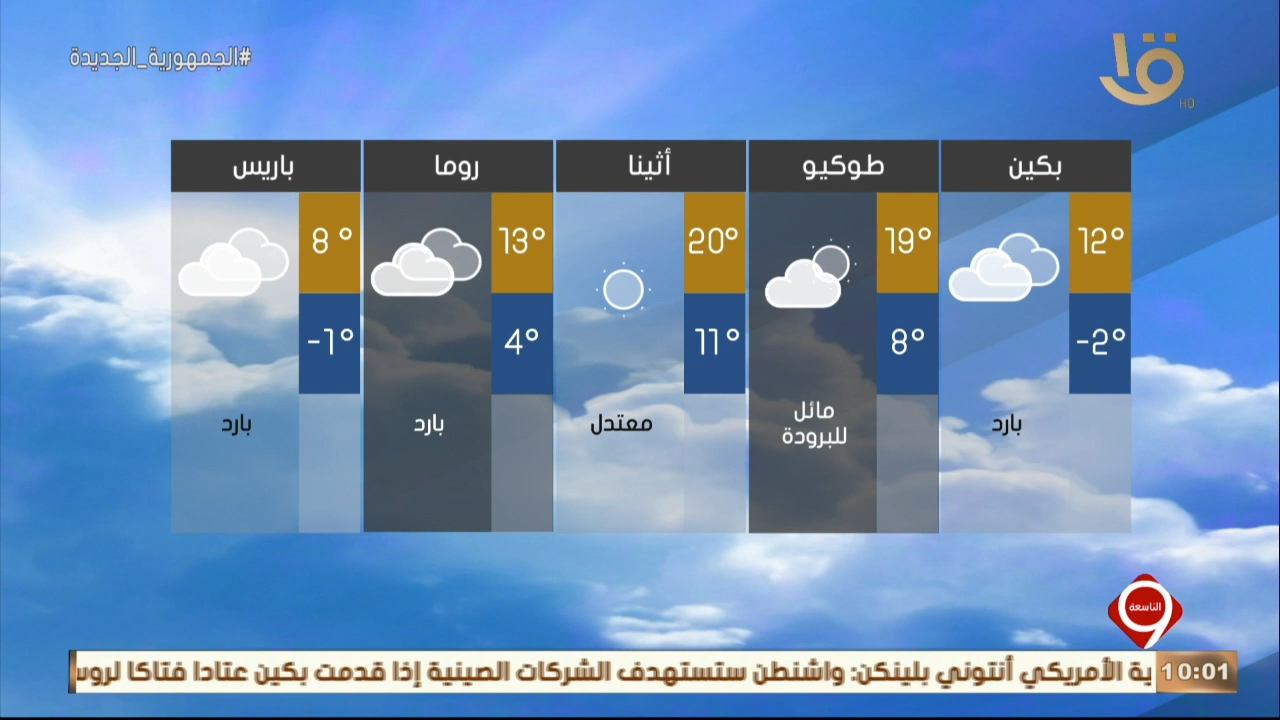 #الجمهورية_الجديدة
HD
بكين
12°
-2°
بارد
طوكيو
19°
8°
مائل
للبرودة
أثينا
20°
11°
معتدل
روما
13°
4°
بارد
باريس
8°
-1°
بارد
التاسعة
9
10:01
ية الأمريكي أنتوني بلينكن: واشنطن ستستهدف الشركات الصينية إذا قدمت بكين عتادا فتاكا لروس